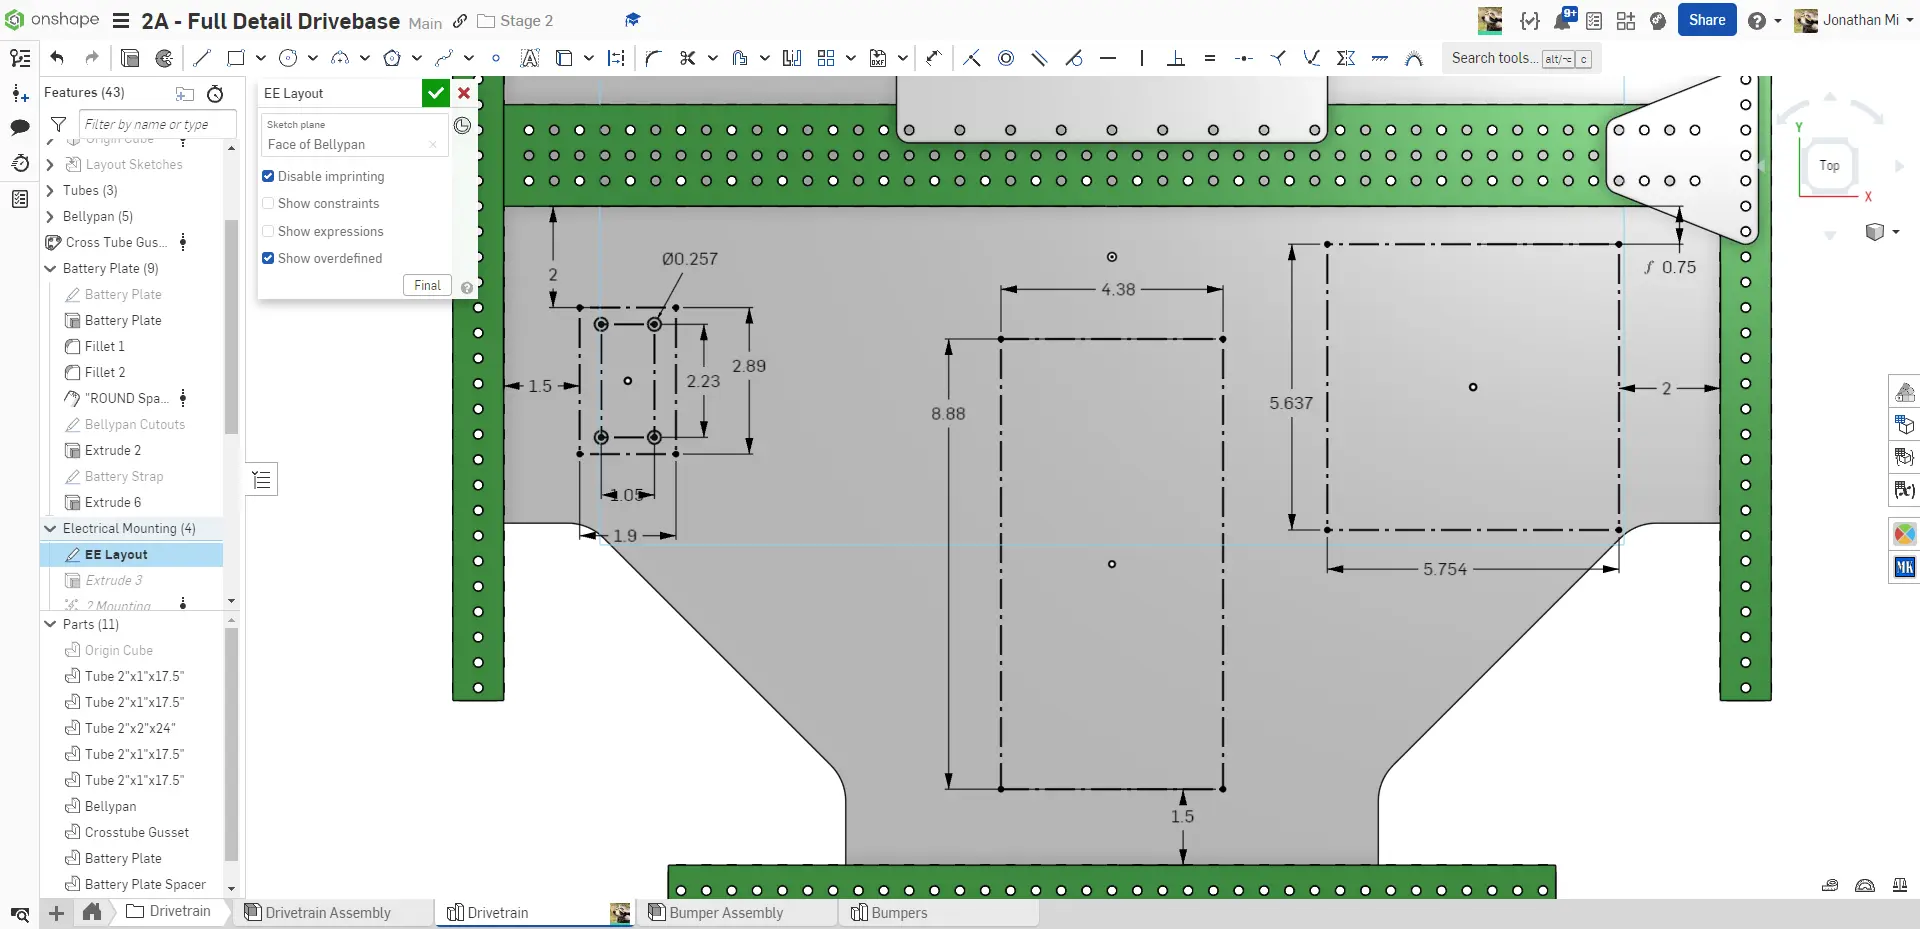 onshape
2A - Full Detail Drivebase Main Stage 2
9+
Share
Jonathan Mi
Search tools... alt/⌥ c
Features (43)
Filter by name or type
Origin Cube
Layout Sketches
Tubes (3)
Bellypan (5)
Cross Tube Gus...
Battery Plate (9)
Battery Plate
Battery Plate
Fillet 1
Fillet 2
"ROUND Spa...
Bellypan Cutouts
Extrude 2
Battery Strap
Extrude 6
Electrical Mounting (4)
EE Layout
Extrude 3
? Mounting
Parts (11)
Origin Cube
Tube 2"x1"x17.5"
Tube 2"x1"x17.5"
Tube 2"x2"x24"
Tube 2"x1"x17.5"
Tube 2"x1"x17.5"
Bellypan
Crosstube Gusset
Battery Plate
Battery Plate Spacer
EE Layout
Sketch plane
Face of Bellypan
Disable imprinting
Show constraints
Show expressions
Show overdefined
Final
2
Ø0.257
1.5
2.23
2.89
1.05
1.9
4.38
8.88
1.5
5.637
5.754
2
ƒ 0.75
Y
Top
X
MK
Drivetrain
Drivetrain Assembly
Drivetrain
Bumper Assembly
Bumpers